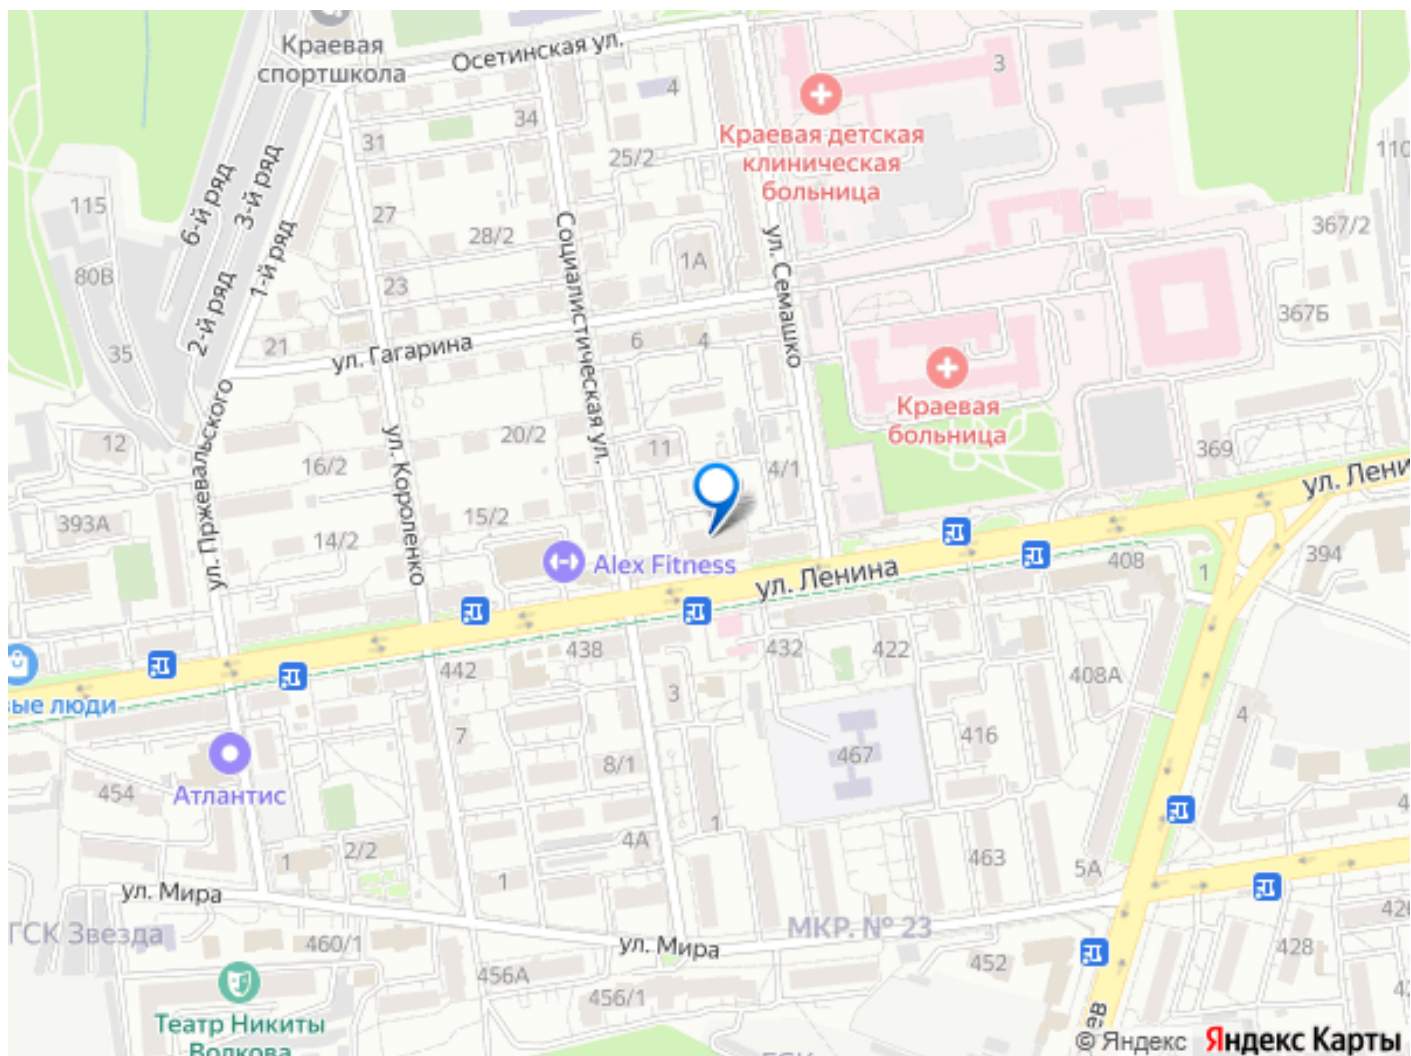 Краевая
спортшкола
Осетинская ул.
4
3
Краевая детская
клиническая
больница
110
34
31
25/2
6-й ряд
3-й ряд
115
27
28/2
Социалистическая ул.
1А
ул. Семашко
367/2
80В
1-й ряд
23
2-й ряд
367Б
35
21
ул. Гагарина
6
4
Краевая
больница
ул. Пржевальского
12
20/2
11
16/2
ул. Короленко
4/1
369
ул. Лени
393А
15/2
14/2
Alex Fitness
ул. Ленина
408
394
1
438
432
422
442
408А
вые люди
3
4
7
467
416
8/1
Атлантис
454
4А
1
2/2
1
463
5А
1
ул. Мира
ГСК Звезда
460/1
ул. Мира
МКР. № 23
452
428
426
456А
456/1
Театр Никиты
Волкова
ев
© Яндекс Яндекс Карты